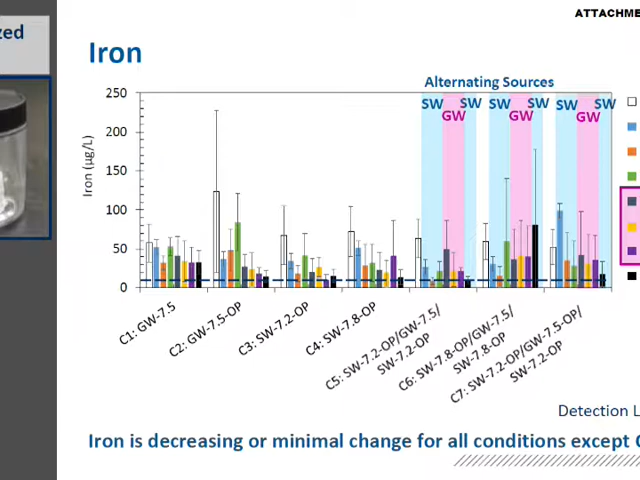 ATTACHME
zed
Iron
Alternating Sources
SW GW SW SW GW SW SW GW SW
Iron (µg/L)
250
200
150
100
50
0
C1: GW-7.5
C2: GW-7.5-OP
C3: SW-7.2-OP
C4: SW-7.8-OP
C5: SW-7.2-OP/GW-7.5/
SW-7.2-OP
C6: SW-7.8-OP/GW-7.5/
SW-7.8-OP
C7: SW-7.2-OP/GW-7.5-OP/
SW-7.2-OP
Detection L
Iron is decreasing or minimal change for all conditions except C